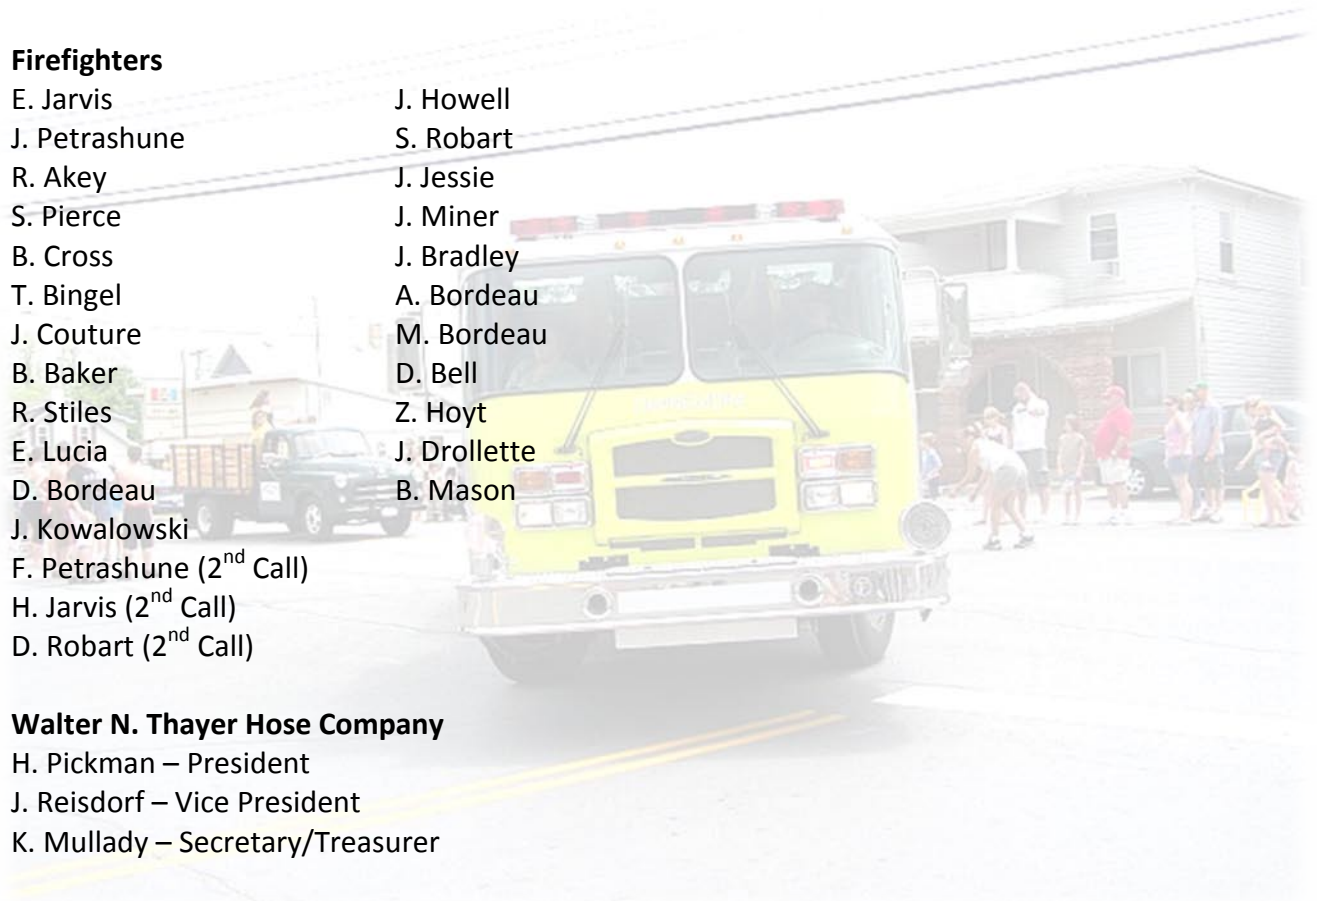 Firefighters
E. Jarvis
J. Petrashune
R. Akey
S. Pierce
B. Cross
T. Bingel
J. Couture
B. Baker
R. Stiles
E. Lucia
D. Bordeau
J. Kowalowski
F. Petrashune (2nd Call)
H. Jarvis (2nd Call)
D. Robart (2nd Call)
J. Howell
S. Robart
J. Jessie
J. Miner
J. Bradley
A. Bordeau
M. Bordeau
D. Bell
Z. Hoyt
J. Drollette
B. Mason
Walter N. Thayer Hose Company
H. Pickman – President
J. Reisdorf – Vice President
K. Mullady – Secretary/Treasurer